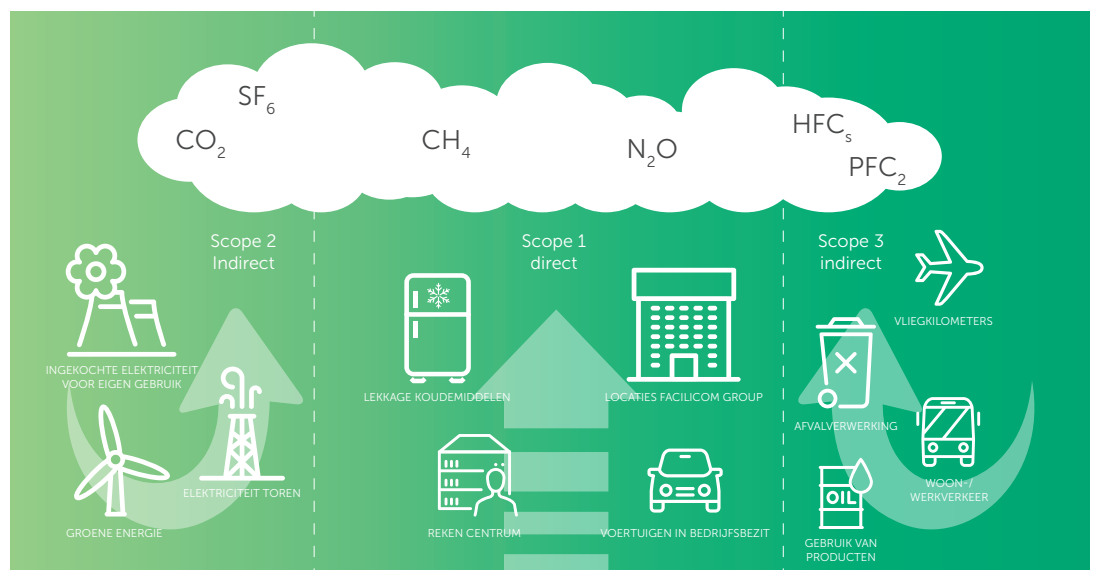 SF6
CO2
CH4
N2O
HFCs
PFC2
Scope 2
Indirect
INGEKOCHTE ELEKTRICITEIT
VOOR EIGEN GEBRUIK
ELEKTRICITEIT TOREN
GROENE ENERGIE
Scope 1
direct
LEKKAGE KOUDEMIDDELEN
LOCATIES FACILICOM GROUP
REKEN CENTRUM
VOERTUIGEN IN BEDRIJFSBEZIT
Scope 3
indirect
VLIEGKILOMETERS
AFVALVERWERKING
WOON-/
WERKVERKEER
OIL
GEBRUIK VAN
PRODUCTEN